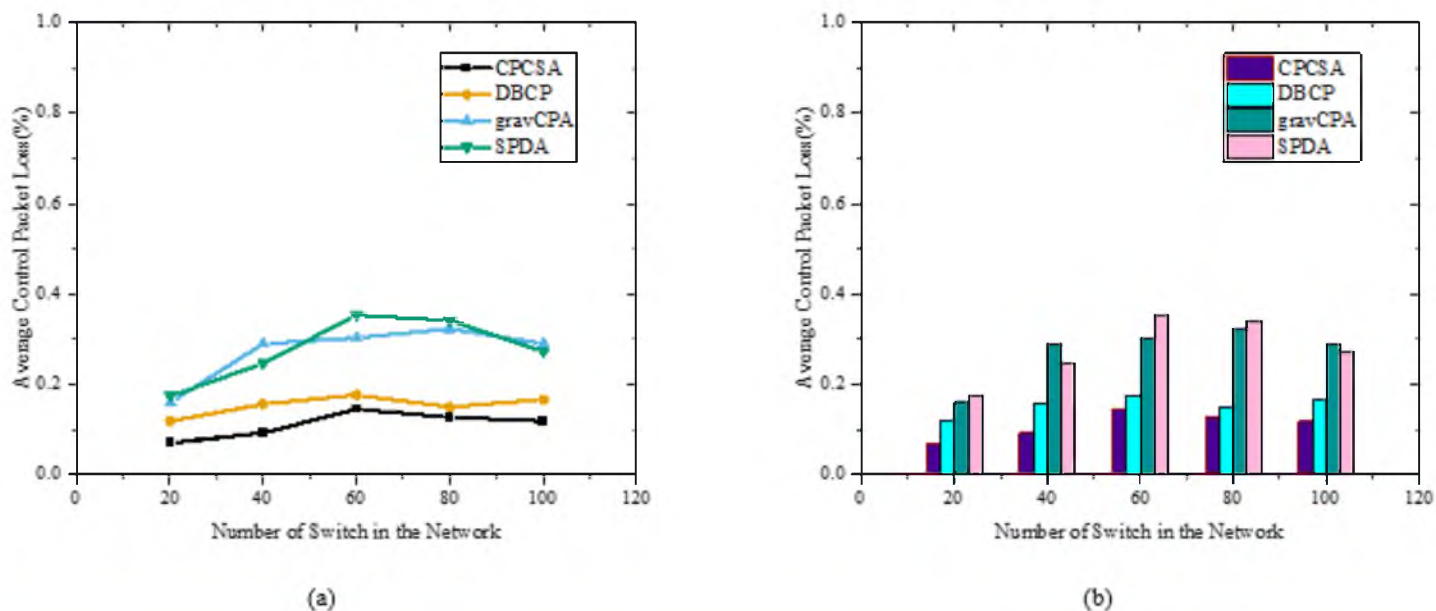 1.0
0.8
0.6
0.4
0.2
0.0
Average Control Packet Loss(%)
CPCSA
DBCP
gravCPA
SPDA
0 20 40 60 80 100 120
Number of Switch in the Network
(a)
1.0
0.8
0.6
0.4
0.2
0.0
Average Control Packet Loss(%)
CPCSA
DBCP
gravCPA
SPDA
0 20 40 60 80 100 120
Number of Switch in the Network
(b)